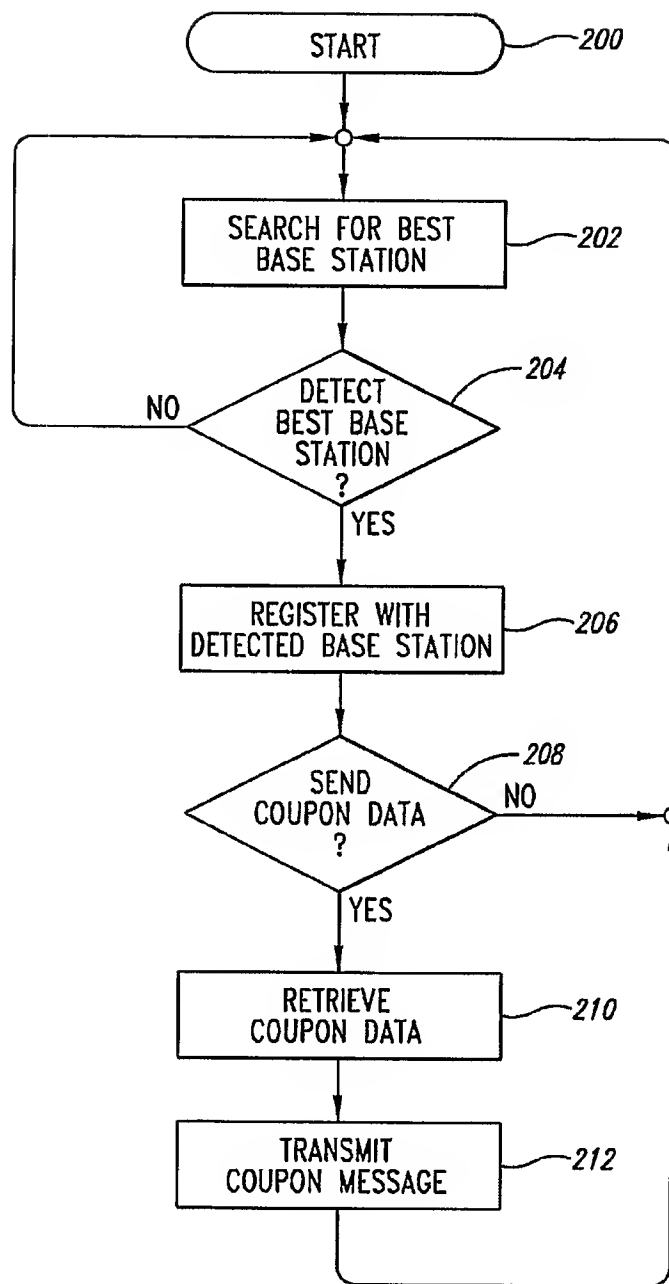 START
200
SEARCH FOR BEST
BASE STATION
202
DETECT
BEST BASE
STATION
?
204
NO
YES
REGISTER WITH
DETECTED BASE STATION
206
SEND
COUPON DATA
?
208
NO
YES
RETRIEVE
COUPON DATA
210
TRANSMIT
COUPON MESSAGE
212